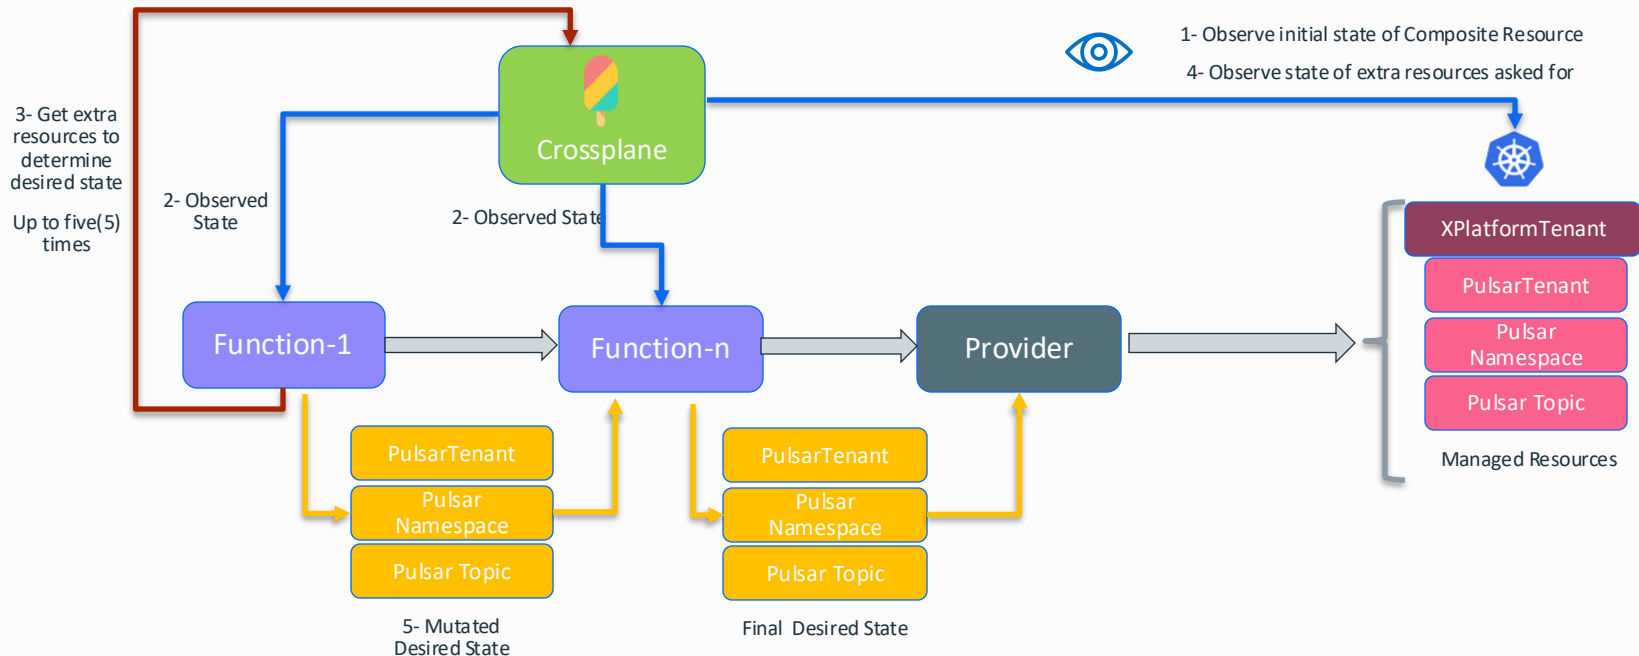 1- Observe initial state of Composite Resource
4- Observe state of extra resources asked for
3- Get extra
resources to
determine
desired state
Up to five(5)
times
Crossplane
2- Observed
State
2- Observed State
XPlatformTenant
PulsarTenant
Pulsar
Namespace
Pulsar Topic
Managed Resources
Function-1
Function-n
Provider
PulsarTenant
Pulsar
Namespace
Pulsar Topic
5- Mutated
Desired State
PulsarTenant
Pulsar
Namespace
Pulsar Topic
Final Desired State